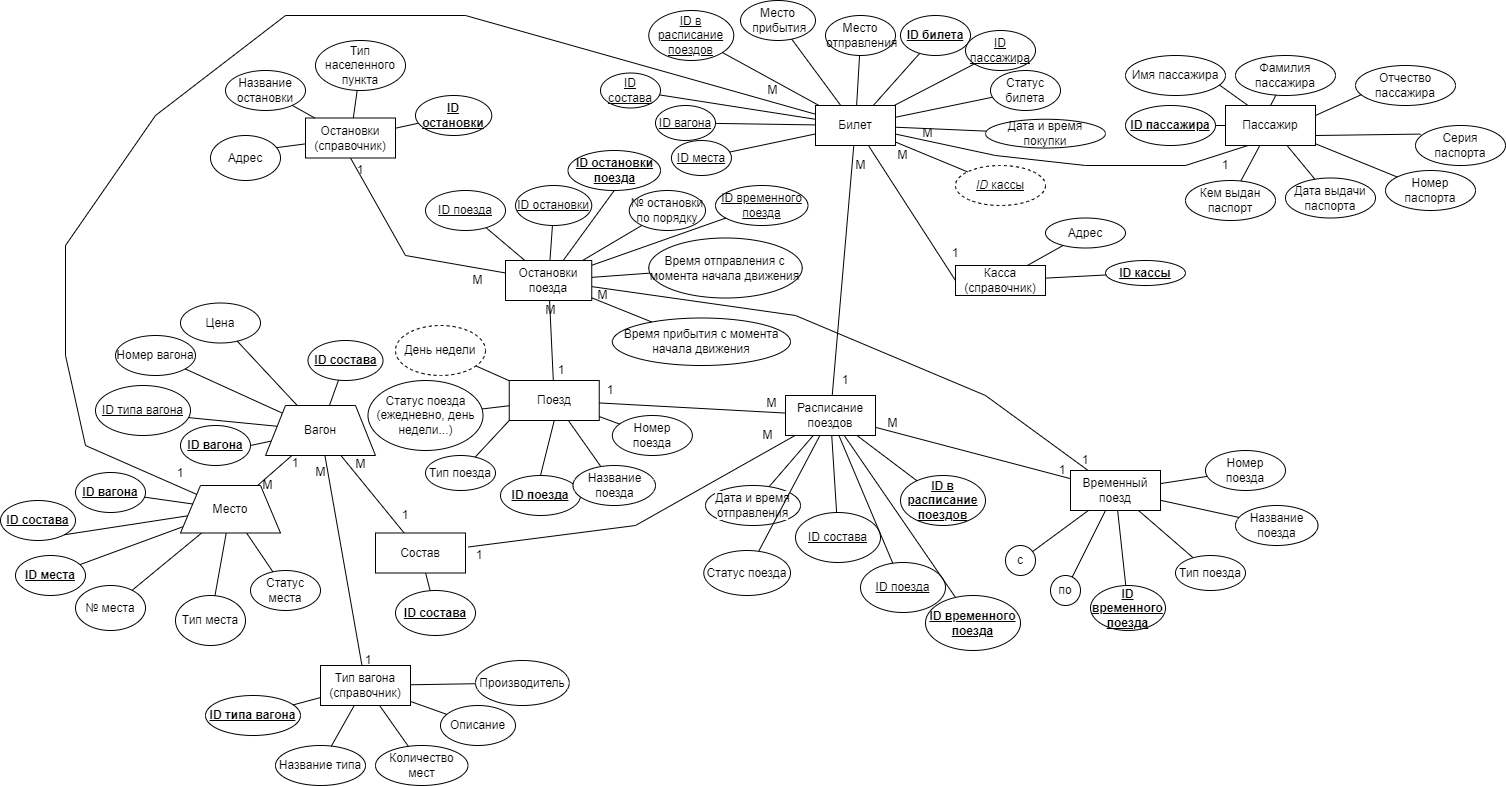 ID в
расписание
поездов
Место
прибытия
Место
отправления
ID билета
ID
пассажира
Статус
билета
Дата и время
покупки
ID кассы
ID
состава
ID вагона
ID места
Билет
M
M
M
M
Имя пассажира
Фамилия
пассажира
Отчество
пассажира
ID пассажира
Пассажир
Серия
паспорта
Номер
паспорта
Дата выдачи
паспорта
Кем выдан
паспорт
1
Тип
населенного
пункта
Название
остановки
ID
остановки
Остановки
(справочник)
Адрес
1
ID остановки
поезда
ID поезда
ID остановки
№ остановки
по порядку
ID временного
поезда
Время отправления с
момента начала движения
Время прибытия с момента
начала движения
Остановки
поезда
M
M
M
Адрес
1
Касса
(справочник)
ID кассы
Цена
Номер вагона
ID состава
ID типа вагона
ID вагона
Вагон
1
M
M
День недели
Статус поезда
(ежедневно, день
недели...)
Тип поезда
ID поезда
Название
поезда
Номер
поезда
Поезд
1
1
1
M
Расписание
поездов
M
M
Дата и время
отправления
Статус поезда
ID состава
ID поезда
ID временного
поезда
ID в
расписание
поездов
1
1
Временный
поезд
Номер
поезда
Название
поезда
Тип поезда
ID
временного
поезда
с
по
1
M
Место
ID вагона
ID состава
ID места
№ места
Тип места
Статус
места
1
1
Состав
ID состава
1
Тип вагона
(справочник)
Производитель
Описание
Количество
мест
Название типа
ID типа вагона